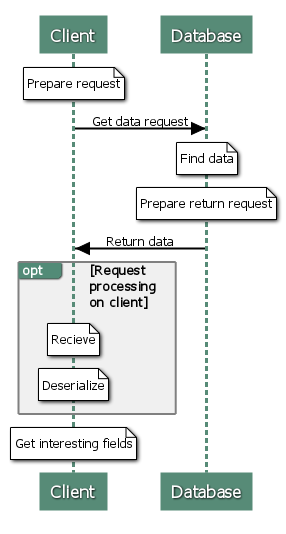 Client
Database
Prepare request
Get data request
Find data
Prepare return request
Return data
opt
[Request
processing
on client]
Recieve
Deserialize
Get interesting fields
Client
Database